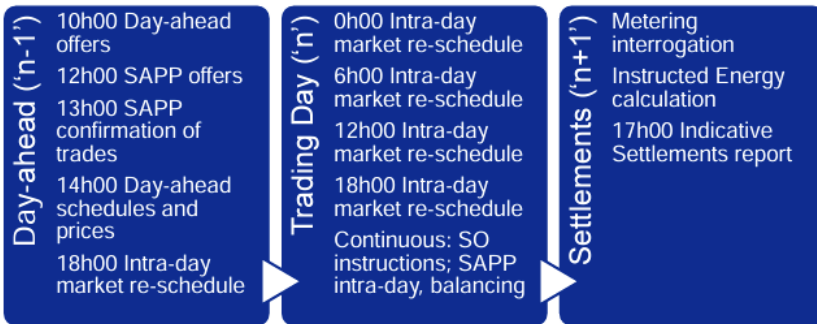 Day-ahead ('n-1')
10h00 Day-ahead
offers
12h00 SAPP offers
13h00 SAPP
confirmation of
trades
14h00 Day-ahead
schedules and
prices
18h00 Intra-day
market re-schedule
Trading Day ('n')
0h00 Intra-day
market re-schedule
6h00 Intra-day
market re-schedule
12h00 Intra-day
market re-schedule
18h00 Intra-day
market re-schedule
Continuous: SO
instructions; SAPP
intra-day, balancing
Settlements ('n+1')
Metering
interrogation
Instructed Energy
calculation
17h00 Indicative
Settlements report